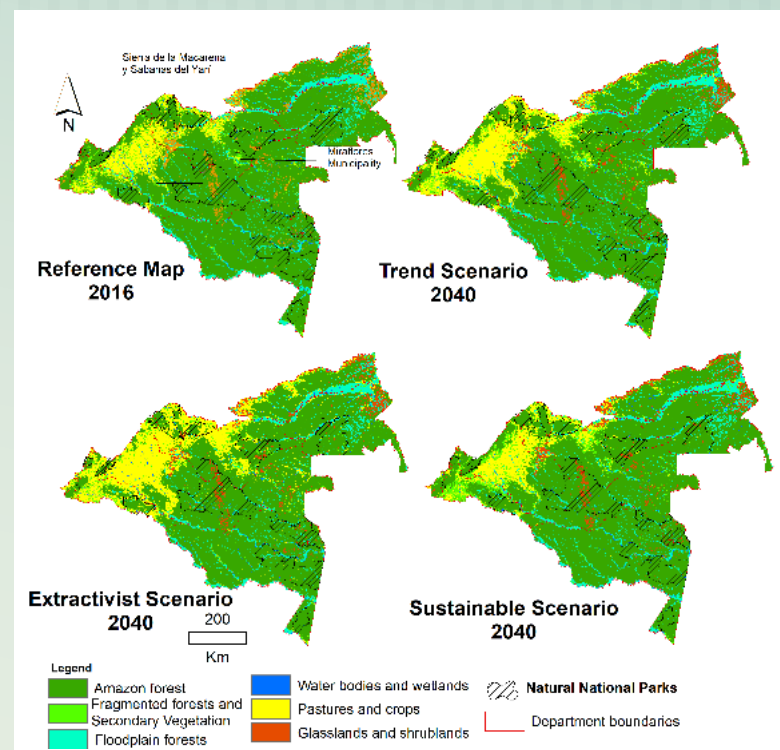 Sierra de la Macarena
y Sabanas del Yarí
N
Miraflores
Municipality
Reference Map
2016
Trend Scenario
2040
Extractivist Scenario
2040
200
Km
Sustainable Scenario
2040
Legend
Amazon forest
Fragmented forests and
Secondary Vegetation
Floodplain forests
Water bodies and wetlands
Pastures and crops
Glasslands and shrublands
Natural National Parks
Department boundaries